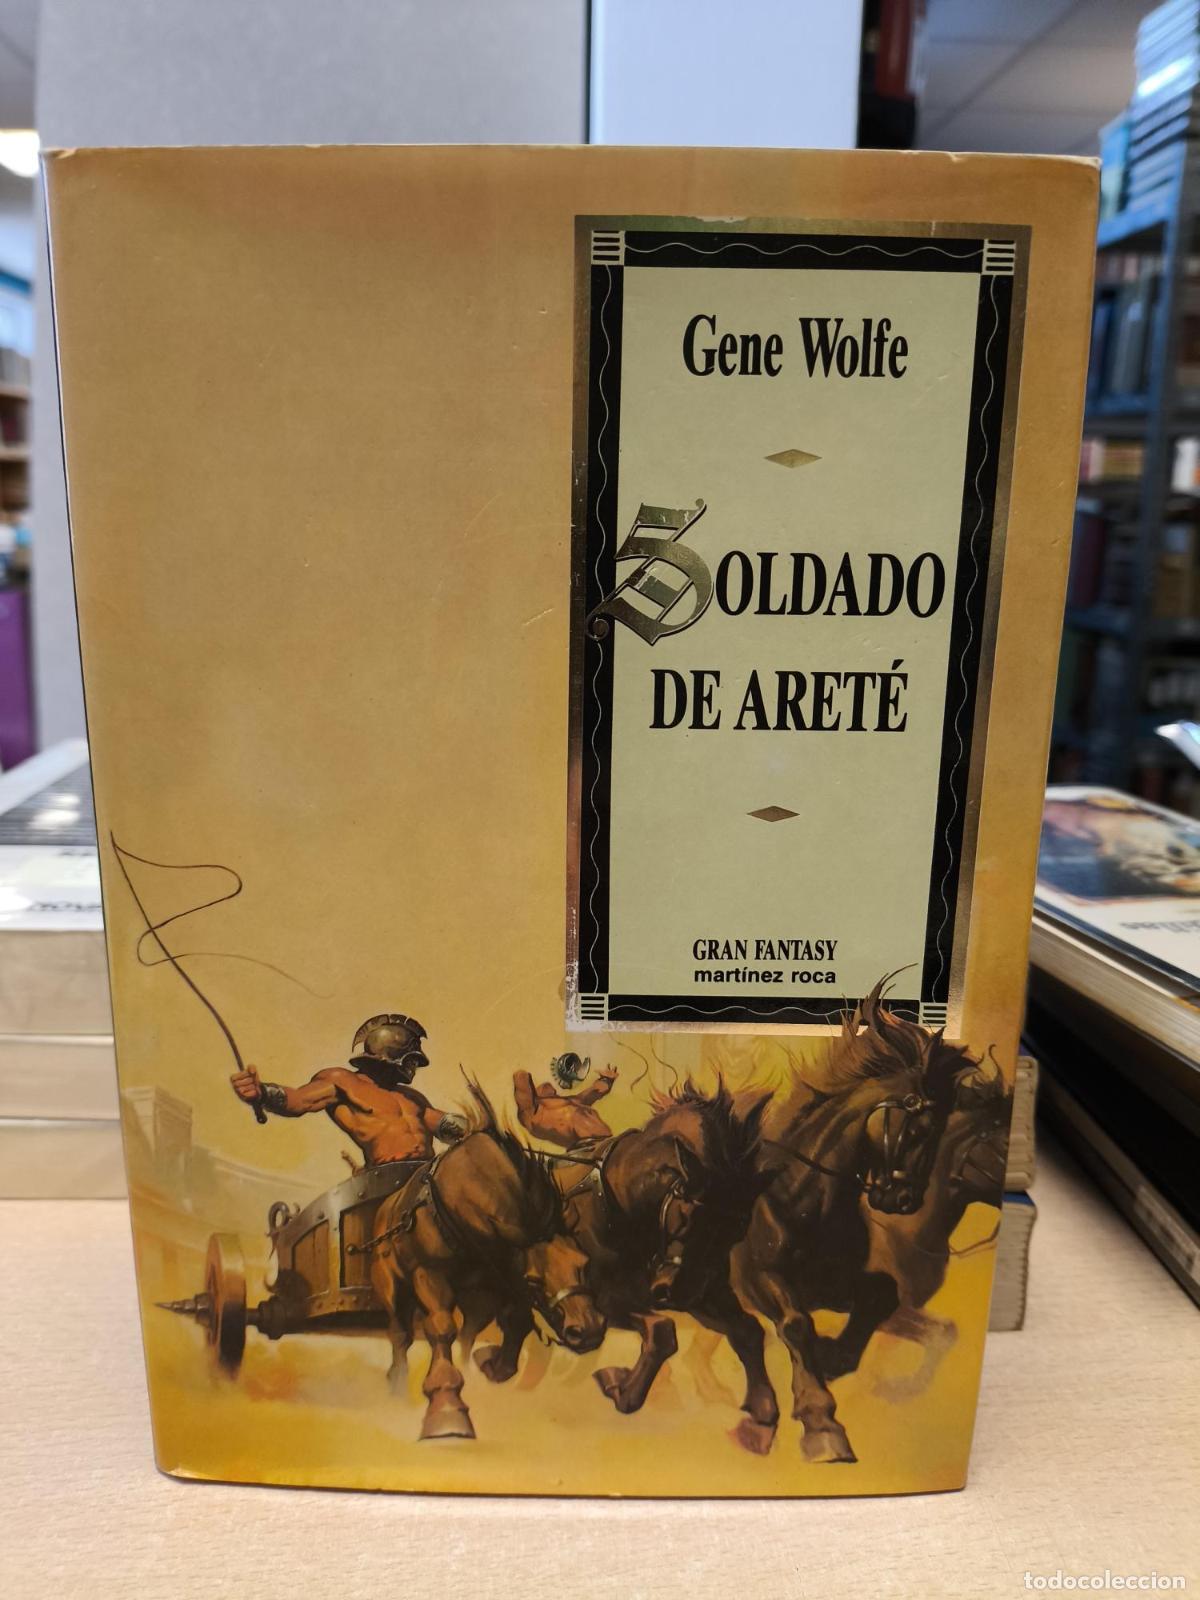 Gene Wolfe
SOLDADO
DE ARETÉ
GRAN FANTASY
martínez roca
todocoleccion